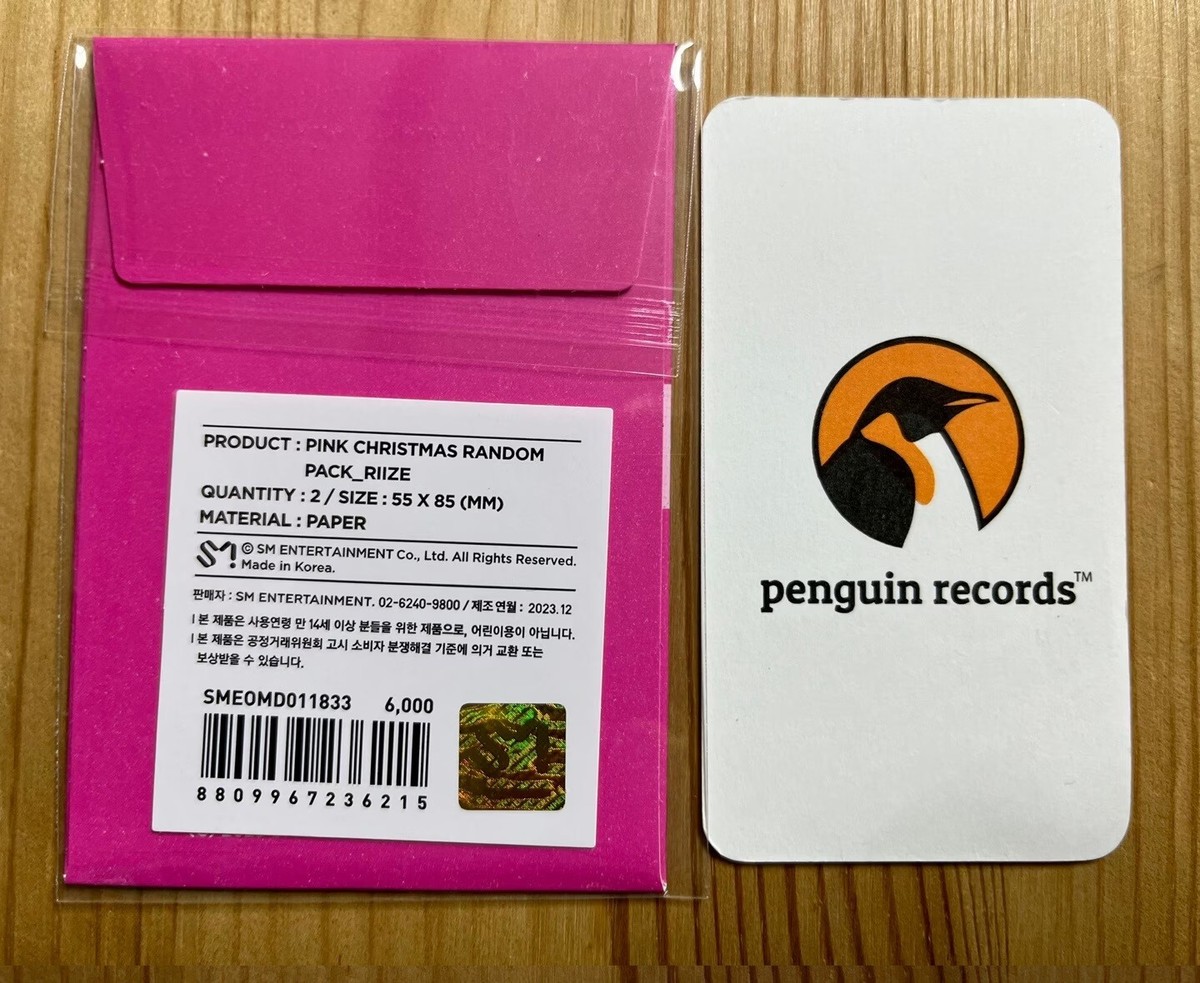 PRODUCT : PINK CHRISTMAS RANDOM
PACK_RIIZE
QUANTITY : 2 / SIZE : 55 X 85 (MM)
MATERIAL : PAPER
SM
© SM ENTERTAINMENT Co., Ltd. All Rights Reserved.
Made in Korea.
판매자 : SM ENTERTAINMENT. 02-6240-9800 / 제조 연월 : 2023.12
| 본 제품은 사용연령 만 14세 이상 분들을 위한 제품으로, 어린이용이 아닙니다.
| 본 제품은 공정거래위원회 고시 소비자 분쟁해결 기준에 의거 교환 또는
보상받을 수 있습니다.
SMEOMD011833 6,000
8809967236215
SM
penguin records™